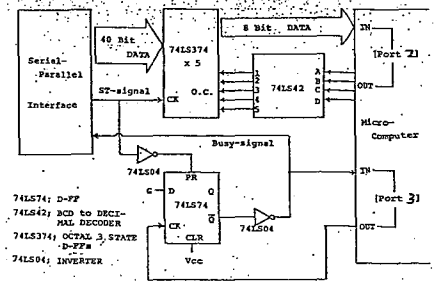 40 Bit
DATA
74LS374
x 5
O.C.
CK
8 Bit DATA
IN
[Port 2]
OUT
Serial-
Parallel
Interface
ST-signal
1
2
3
4
5
74LS42
A
B
C
D
Micro-
Computer
Busy-signal
74LS04
PR
G
D
Q
74LS74
CK
Q
CLR
Vcc
74LS04
IN
[Port 3]
OUT
74LS74; D-FF
74LS42; BCD to DECI-
MAL DECODER
74LS374; OCTAL 3 STATE
D-FFs
74LS04; INVERTER